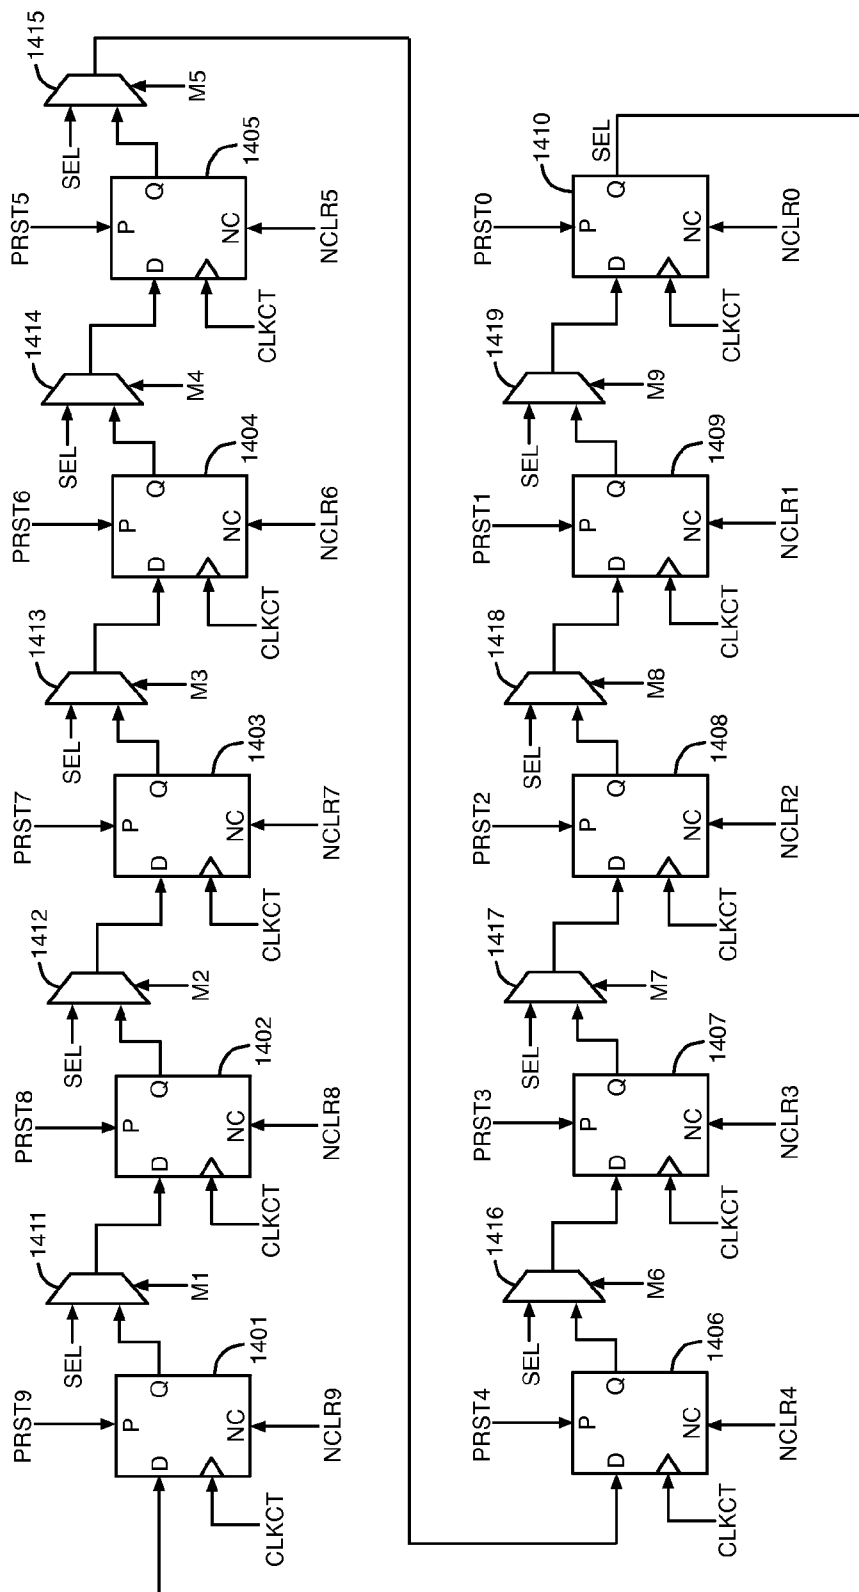 PRST9
P
D
Q
NC
1401
CLKCT
NCLR9
SEL
1411
M1
PRST8
P
D
Q
NC
1402
CLKCT
NCLR8
SEL
1412
M2
PRST7
P
D
Q
NC
1403
CLKCT
NCLR7
SEL
1413
M3
PRST6
P
D
Q
NC
1404
CLKCT
NCLR6
SEL
1414
M4
PRST5
P
D
Q
NC
1405
CLKCT
NCLR5
SEL
1415
M5
PRST4
P
D
Q
NC
1406
CLKCT
NCLR4
SEL
1416
M6
PRST3
P
D
Q
NC
1407
CLKCT
NCLR3
SEL
1417
M7
PRST2
P
D
Q
NC
1408
CLKCT
NCLR2
SEL
1418
M8
PRST1
P
D
Q
NC
1409
CLKCT
NCLR1
SEL
1419
M9
PRST0
P
D
Q
NC
1410
CLKCT
NCLR0
SEL